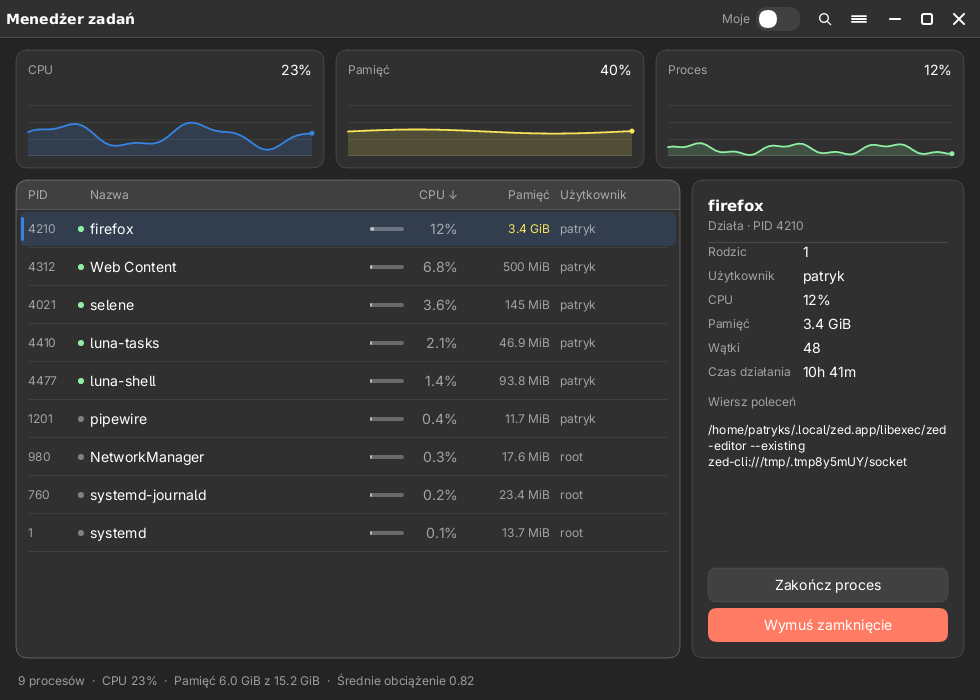 Menedżer zadań
Moje
CPU 23%
Pamięć 40%
Proces 12%
PID Nazwa CPU ↓ Pamięć Użytkownik
4210 firefox 12% 3.4 GiB patryk
4312 Web Content 6.8% 500 MiB patryk
4021 selene 3.6% 145 MiB patryk
4410 luna-tasks 2.1% 46.9 MiB patryk
4477 luna-shell 1.4% 93.8 MiB patryk
1201 pipewire 0.4% 11.7 MiB patryk
980 NetworkManager 0.3% 17.6 MiB root
760 systemd-journald 0.2% 23.4 MiB root
1 systemd 0.1% 13.7 MiB root
firefox
Działa · PID 4210
Rodzic 1
Użytkownik patryk
CPU 12%
Pamięć 3.4 GiB
Wątki 48
Czas działania 10h 41m
Wiersz poleceń
/home/patryks/.local/zed.app/libexec/zed
-editor --existing
zed-cli:///tmp/.tmp8y5mUY/socket
Zakończ proces
Wymuś zamknięcie
9 procesów · CPU 23% · Pamięć 6.0 GiB z 15.2 GiB · Średnie obciążenie 0.82